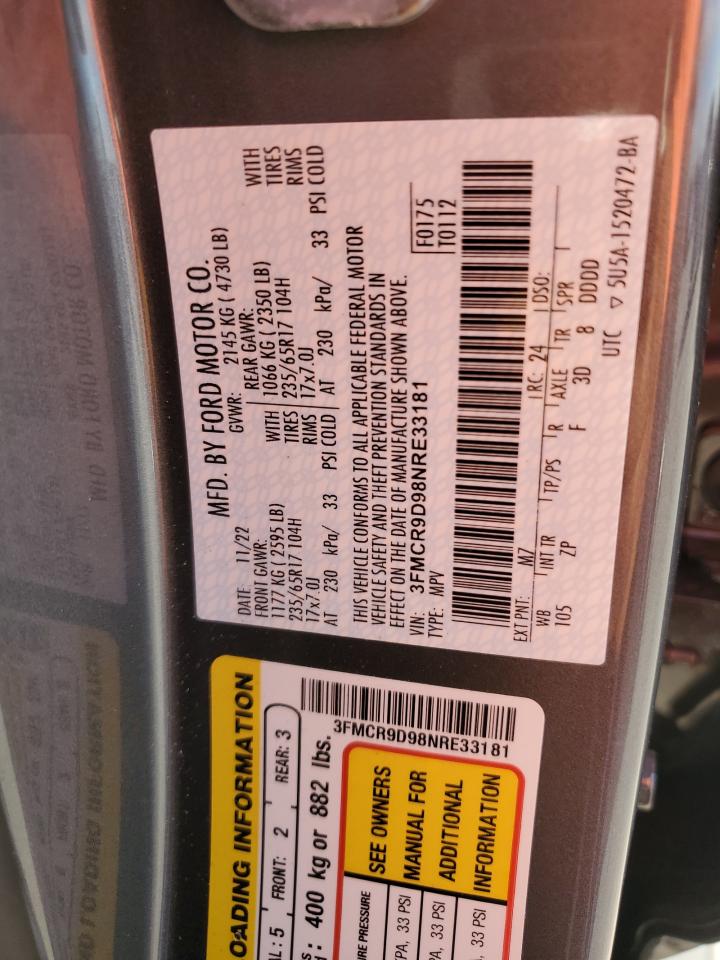 MFD. BY FORD MOTOR CO.
DATE: 11/22 GVWR: 2145 KG ( 4730 LB)
FRONT GAWR: REAR GAWR:
1177 KG ( 2595 LB) WITH 1066 KG ( 2350 LB) WITH
235/65R17 104H TIRES 235/65R17 104H TIRES
17x7.0J RIMS 17x7.0J RIMS
AT 230 kPa/ 33 PSI COLD AT 230 kPa/ 33 PSI COLD
THIS VEHICLE CONFORMS TO ALL APPLICABLE FEDERAL MOTOR
VEHICLE SAFETY AND THEFT PREVENTION STANDARDS IN
EFFECT ON THE DATE OF MANUFACTURE SHOWN ABOVE.
VIN: 3FMCR9D98NRE33181 F0175
TYPE: MPV T0112
EXT PNT: M7 RC: 24 DSO:
WB INT TR TP/PS R AXLE TR SPR
105 ZP F 3D 8 DDDD
UTC ▽ 5U5A-1520472-BA
OADING INFORMATION
AL : 5 FRONT: 2 REAR: 3
: 400 kg or 882 lbs.
3FMCR9D98NRE33181
URE PRESSURE
PA, 33 PSI
A, 33 PSI
, 33 PSI
SEE OWNERS
MANUAL FOR
ADDITIONAL
INFORMATION